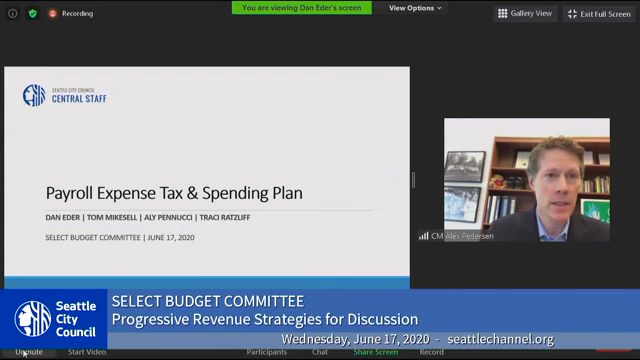 Recording
You are viewing Dan Eder's screen
View Options
Gallery View
Exit Full Screen
SEATTLE CITY COUNCIL
CENTRAL STAFF
Payroll Expense Tax & Spending Plan
DAN EDER | TOM MIKESELL | ALY PENNUCCI | TRACI RATZLIFF
SELECT BUDGET COMMITTEE | JUNE 17, 2020
CM Alex Pedersen
Seattle
City
Council
SELECT BUDGET COMMITTEE
Progressive Revenue Strategies for Discussion
Wednesday, June 17, 2020 - seattlechannel.org
Unmute
Start Video
Participants
Chat
Share Screen
Record